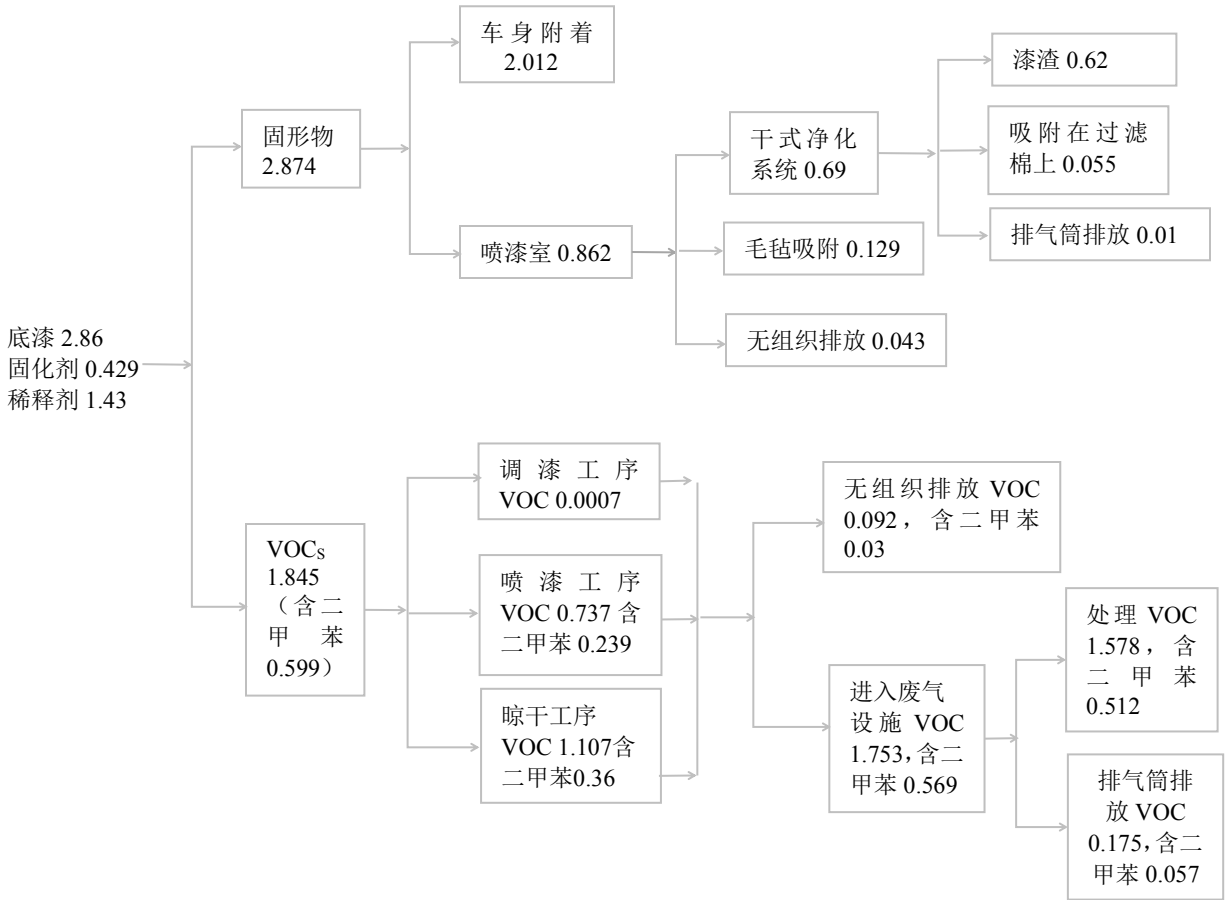 车身附着
2.012
漆渣 0.62
固形物
2.874
干式净化
系统 0.69
吸附在过滤
棉上 0.055
喷漆室 0.862
毛毡吸附 0.129
排气筒排放 0.01
无组织排放 0.043
底漆 2.86
固化剂 0.429
稀释剂 1.43
调漆工序
VOC 0.0007
无组织排放 VOC
0.092，含二甲苯
0.03
VOCS
1.845
（含二
甲苯
0.599）
喷漆工序
VOC 0.737 含
二甲苯 0.239
晾干工序
VOC 1.107含
二甲苯0.36
进入废气
设施 VOC
1.753，含二
甲苯 0.569
处理 VOC
1.578，含
二甲苯
0.512
排气筒排
放 VOC
0.175，含二
甲苯 0.057